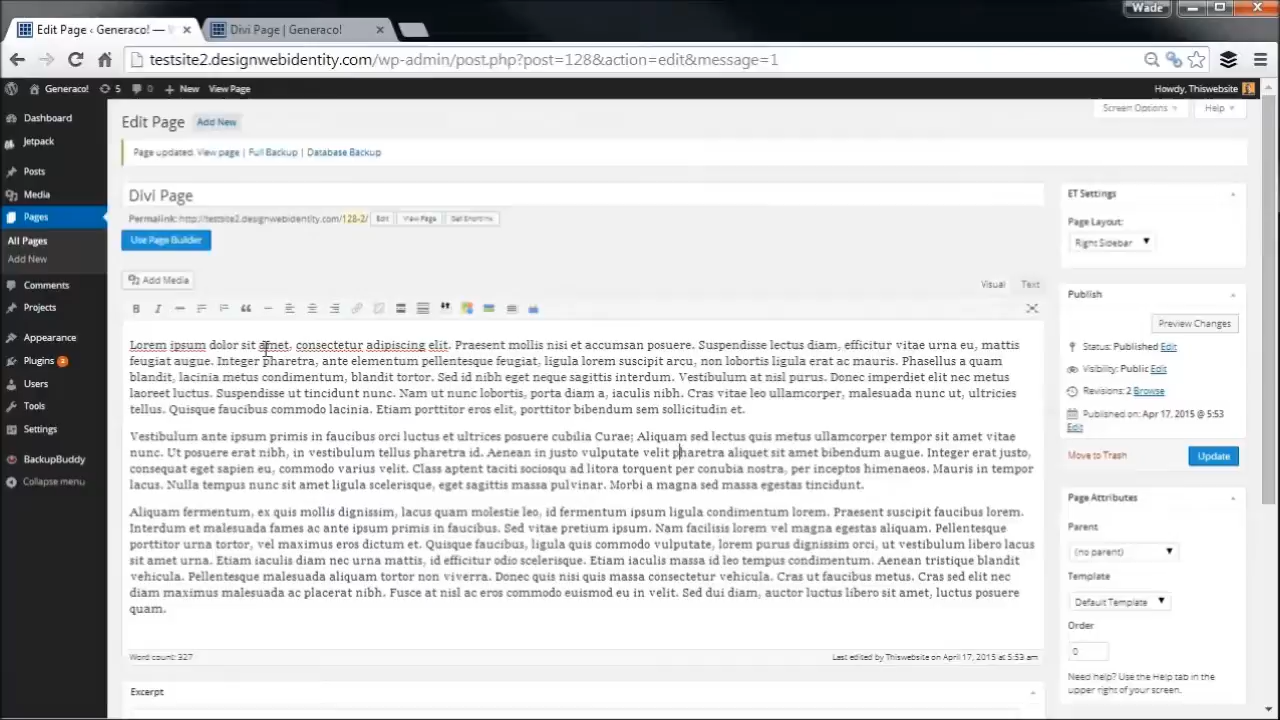 Wade
Edit Page ‹ Generaco! —
Divi Page | Generaco!
testsite2.designwebidentity.com/wp-admin/post.php?post=128&action=edit&message=1
Generaco! 5 0 New View Page Howdy, Thiswebsite
Dashboard
Jetpack
Posts
Media
Pages
All Pages
Add New
Comments
Projects
Appearance
Plugins 3
Users
Tools
Settings
BackupBuddy
Collapse menu
Screen Options Help
Edit Page Add New
Page updated. View page | Full Backup | Database Backup
Divi Page
Permalink: http://testsite2.designwebidentity.com/128-2/ Edit View Page Get Shortlink
Use Page Builder
Add Media
Visual Text
Lorem ipsum dolor sit amet, consectetur adipiscing elit. Praesent mollis nisi et accumsan posuere. Suspendisse lectus diam, efficitur vitae urna eu, mattis
feugiat augue. Integer pharetra, ante elementum pellentesque feugiat, ligula lorem suscipit arcu, non lobortis ligula erat ac mauris. Phasellus a quam
blandit, lacinia metus condimentum, blandit tortor. Sed id nibh eget neque sagittis interdum. Vestibulum at nisl purus. Donec imperdiet elit nec metus
laoreet luctus. Suspendisse ut tincidunt nunc. Nam ut nunc lobortis, porta diam a, iaculis nibh. Cras vitae leo ullamcorper, malesuada nunc ut, ultricies
tellus. Quisque faucibus commodo lacinia. Etiam porttitor eros elit, porttitor bibendum sem sollicitudin et.
Vestibulum ante ipsum primis in faucibus orci luctus et ultrices posuere cubilia Curae; Aliquam sed lectus quis metus ullamcorper tempor sit amet vitae
nunc. Ut posuere erat nibh, in vestibulum tellus pharetra id. Aenean in justo vulputate velit pharetra aliquet sit amet bibendum augue. Integer erat justo,
consequat eget sapien eu, commodo varius velit. Class aptent taciti sociosqu ad litora torquent per conubia nostra, per inceptos himenaeos. Mauris in tempor
lacus. Nulla tempus nunc sit amet ligula scelerisque, eget sagittis massa pulvinar. Morbi a magna sed massa egestas tincidunt.
Aliquam fermentum, ex quis mollis dignissim, lacus quam molestie leo, id fermentum ipsum ligula condimentum lorem. Praesent suscipit faucibus lorem.
Interdum et malesuada fames ac ante ipsum primis in faucibus. Sed vitae pretium ipsum. Nam facilisis lorem vel magna egestas aliquam. Pellentesque
porttitor urna tortor, vel maximus eros dictum et. Quisque faucibus, ligula quis commodo vulputate, lorem purus dignissim orci, ut vestibulum libero lacus
sit amet urna. Etiam iaculis diam nec urna mattis, id efficitur odio scelerisque. Etiam iaculis massa id leo tempus condimentum. Aenean tristique blandit
vehicula. Pellentesque malesuada aliquam tortor non viverra. Donec quis nisi quis massa consectetur vehicula. Cras ut faucibus metus. Cras sed elit nec
diam maximus malesuada ac placerat nibh. Fusce at nisl ac eros commodo euismod eu in velit. Sed dui diam, auctor luctus libero sit amet, luctus posuere
quam.
Word count: 327 Last edited by Thiswebsite on April 17, 2015 at 5:53 am
Excerpt
ET Settings
Page Layout:
Right Sidebar
Publish
Preview Changes
Status: Published Edit
Visibility: Public Edit
Revisions: 2 Browse
Published on: Apr 17, 2015 @ 5:53
Edit
Move to Trash Update
Page Attributes
Parent
(no parent)
Template
Default Template
Order
0
Need help? Use the Help tab in the
upper right of your screen.